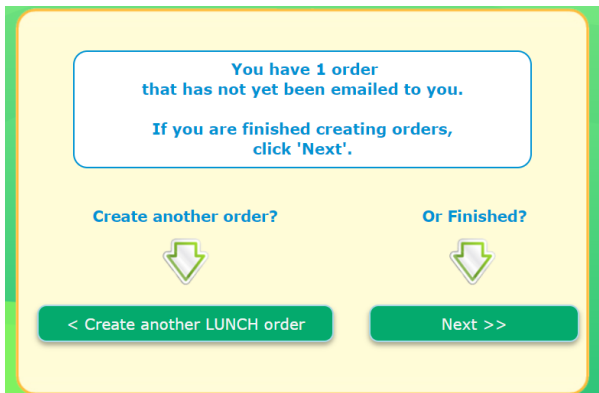 You have 1 order
that has not yet been emailed to you.
If you are finished creating orders,
click 'Next'.
Create another order?
Or Finished?
< Create another LUNCH order
Next >>